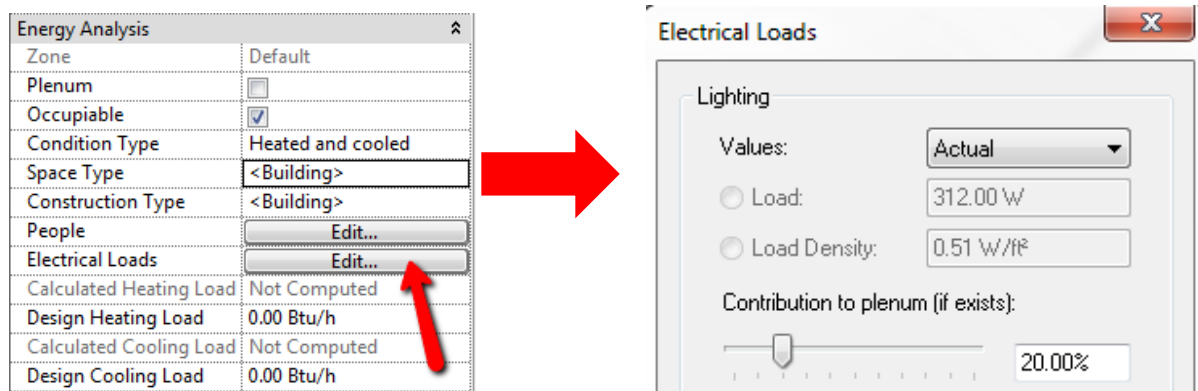 Energy Analysis
Zone Default
Plenum
Occupiable
Condition Type Heated and cooled
Space Type <Building>
Construction Type <Building>
People Edit...
Electrical Loads Edit...
Calculated Heating Load Not Computed
Design Heating Load 0.00 Btu/h
Calculated Cooling Load Not Computed
Design Cooling Load 0.00 Btu/h
Electrical Loads
Lighting
Values: Actual
Load: 312.00 W
Load Density: 0.51 W/ft²
Contribution to plenum (if exists):
20.00%